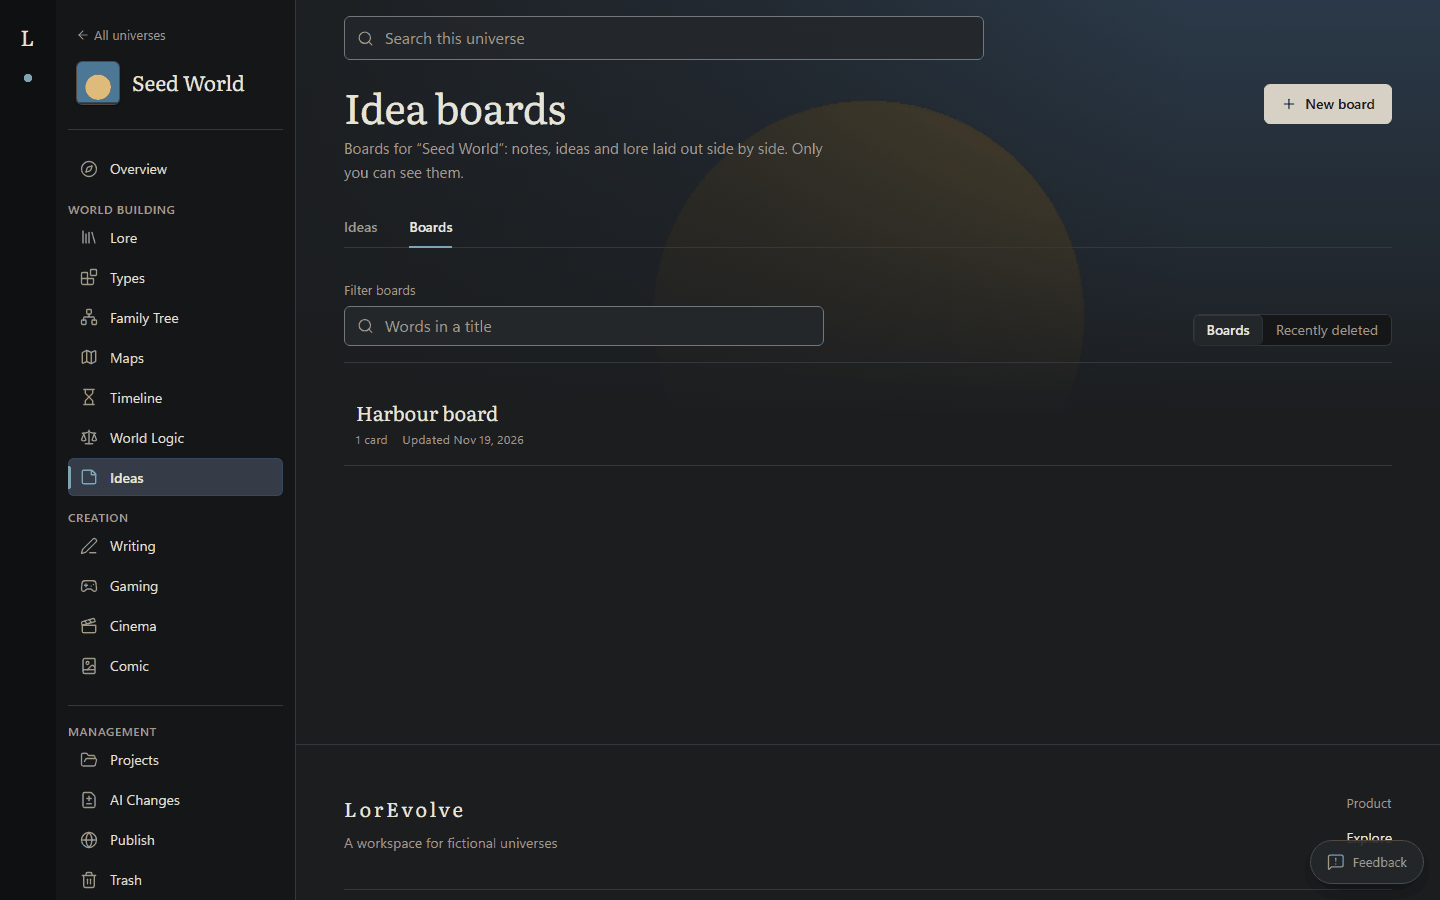 L
All universes
Seed World
Overview
WORLD BUILDING
Lore
Types
Family Tree
Maps
Timeline
World Logic
Ideas
CREATION
Writing
Gaming
Cinema
Comic
MANAGEMENT
Projects
AI Changes
Publish
Trash
Search this universe
Idea boards
New board
Boards for “Seed World”: notes, ideas and lore laid out side by side. Only
you can see them.
Ideas Boards
Filter boards
Words in a title
Boards Recently deleted
Harbour board
1 card Updated Nov 19, 2026
LorEvolve
A workspace for fictional universes
Product
Explore
Feedback